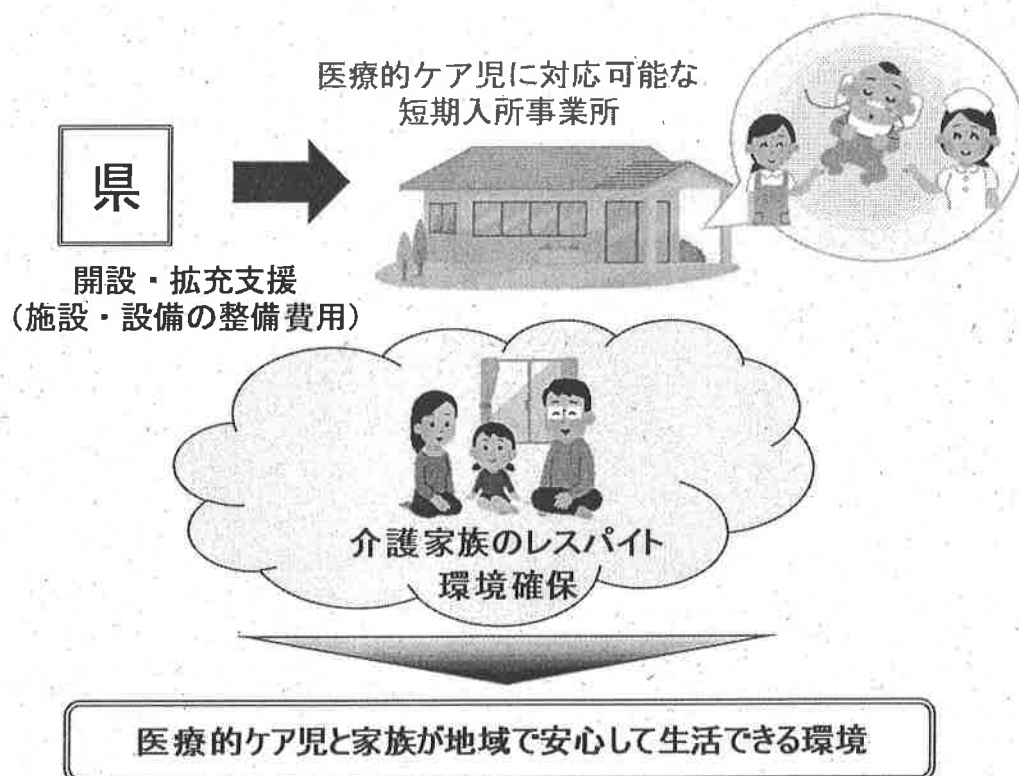 医療的ケア児に対応可能な
短期入所事業所
県
開設・拡充支援
(施設・設備の整備費用)
介護家族のレスパイト
環境確保
医療的ケア児と家族が地域で安心して生活できる環境